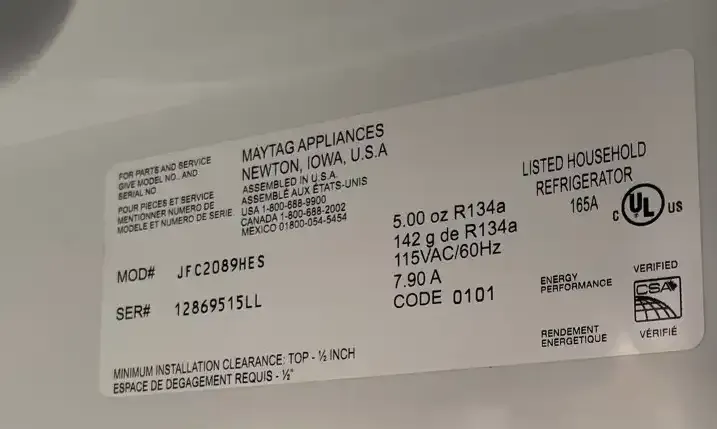 FOR PARTS AND SERVICE
GIVE MODEL NO., AND
SERIAL NO
POUR PIECES ET SERVICE
MENTIONNER NUMERO DE
MODELE ET NUMERO DE SERIE.
MAYTAG APPLIANCES
NEWTON, IOWA, U.S.A
ASSEMBLED IN U.S.A.
ASSEMBLÉ AUX ÉTATS-UNIS
USA 1-800-688-9900
CANADA 1-800-688-2002
MEXICO 01800-054-5454
MOD# JFC2089HES
SER# 12869515LL
MINIMUM INSTALLATION CLEARANCE: TOP - ½ INCH
ESPACE DE DEGAGEMENT REQUIS - ½"
5.00 oz R134a
142 g de R134a
115VAC/60Hz
7.90 A
CODE 0101
LISTED HOUSEHOLD
REFRIGERATOR
165A
C UL US
ENERGY
PERFORMANCE
RENDEMENT
ENERGETIQUE
VERIFIED
CSA
VÉRIFIÉ